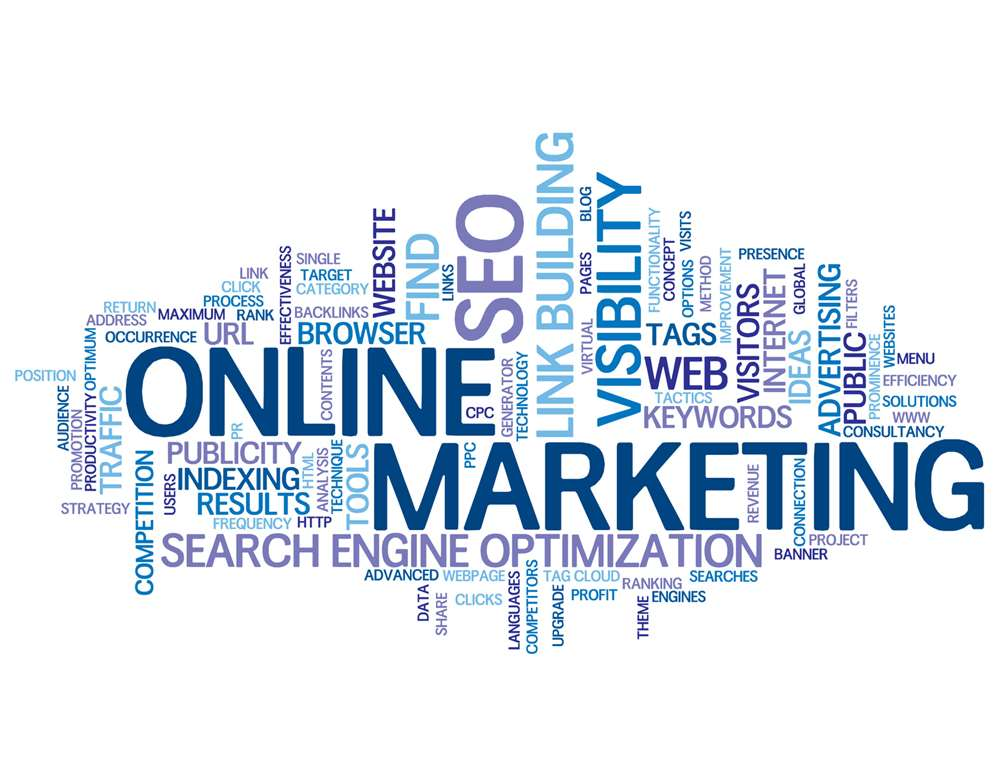 LINK BUILDING
BLOG
VISIBILITY
SEO
WEBSITE
FIND
LINKS
PAGES
FUNCTIONALITY
CONCEPT
VISITS
OPTIONS
METHOD
IMPROVEMENT
PRESENCE
GLOBAL
EFFECTIVENESS
SINGLE
TARGET
CATEGORY
LINK
CLICK
PROCESS
RANK
BACKLINKS
RETURN
ADDRESS
MAXIMUM
OCCURRENCE
URL
BROWSER
VIRTUAL
TAGS
VISITORS
INTERNET
IDEAS
ADVERTISING
PUBLIC
FILTERS
PROMINENCE
WEBSITES
MENU
EFFICIENCY
SOLUTIONS
WWW
CONSULTANCY
WEB
TACTICS
KEYWORDS
POSITION
AUDIENCE
PROMOTION
PRODUCTIVITY
OPTIMUM
TRAFFIC
ONLINE
CONTENTS
CPC
GENERATOR
TECHNOLOGY
PR
PUBLICITY
INDEXING
RESULTS
HTML
ANALYSIS
TECHNIQUE
TOOLS
PPC
MARKETING
REVENUE
CONNECTION
STRATEGY
COMPETITION
USERS
FREQUENCY
HTTP
SEARCH ENGINE OPTIMIZATION
BANNER
PROJECT
ADVANCED
WEBPAGE
TAG CLOUD
RANKING
SEARCHES
DATA
SHARE
CLICKS
LANGUAGES
COMPETITORS
UPGRADE
PROFIT
THEME
ENGINES